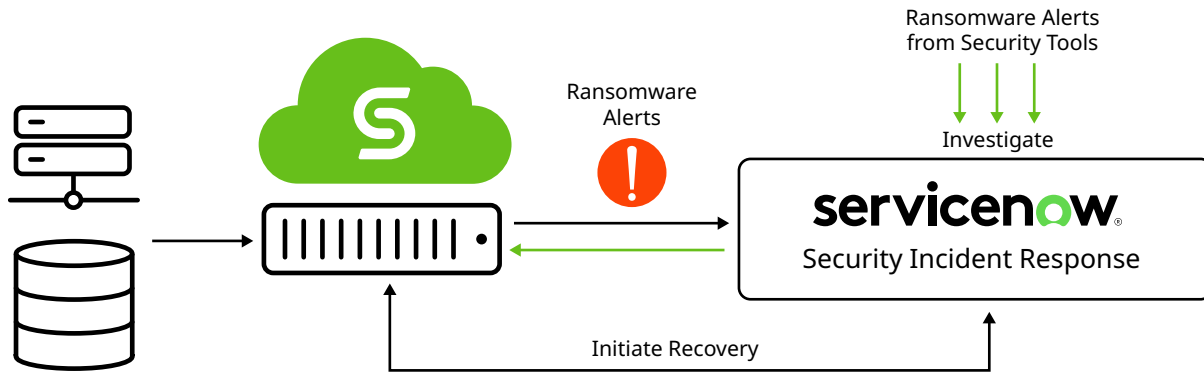 Ransomware Alerts
from Security Tools
Ransomware
Alerts
Investigate
servicenow®
Security Incident Response
Initiate Recovery